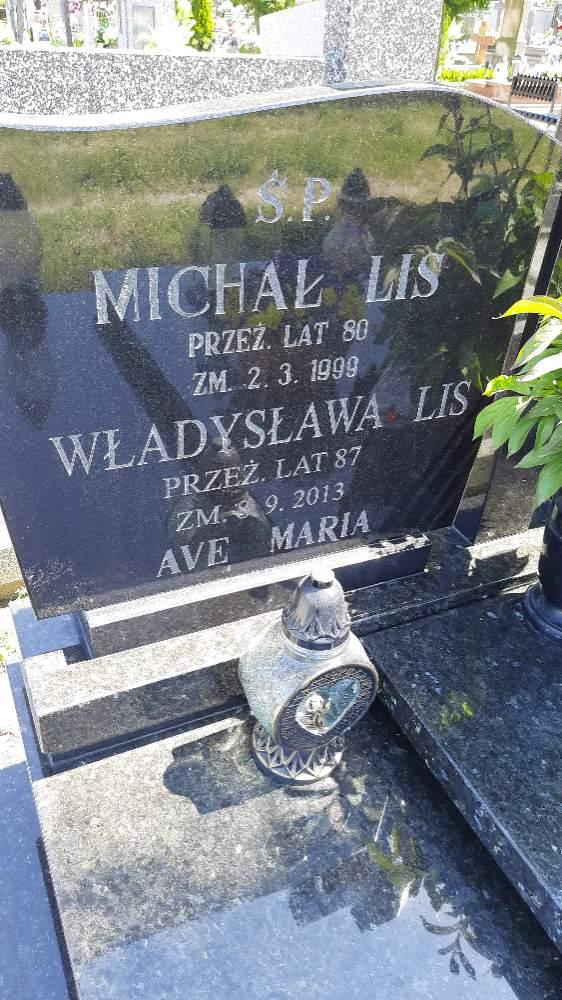 Ś.P.
MICHAŁ LIS
PRZEŻ. LAT 80
ZM. 2. 3. 1999
WŁADYSŁAWA LIS
PRZEŻ. LAT 87
ZM. 8 9. 2013
AVE MARIA